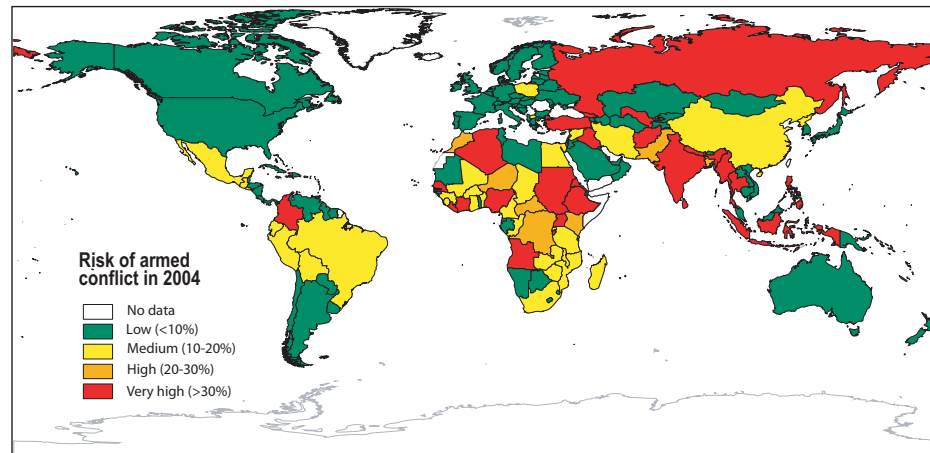 Risk of armed
conflict in 2004
No data
Low (<10%)
Medium (10-20%)
High (20-30%)
Very high (>30%)